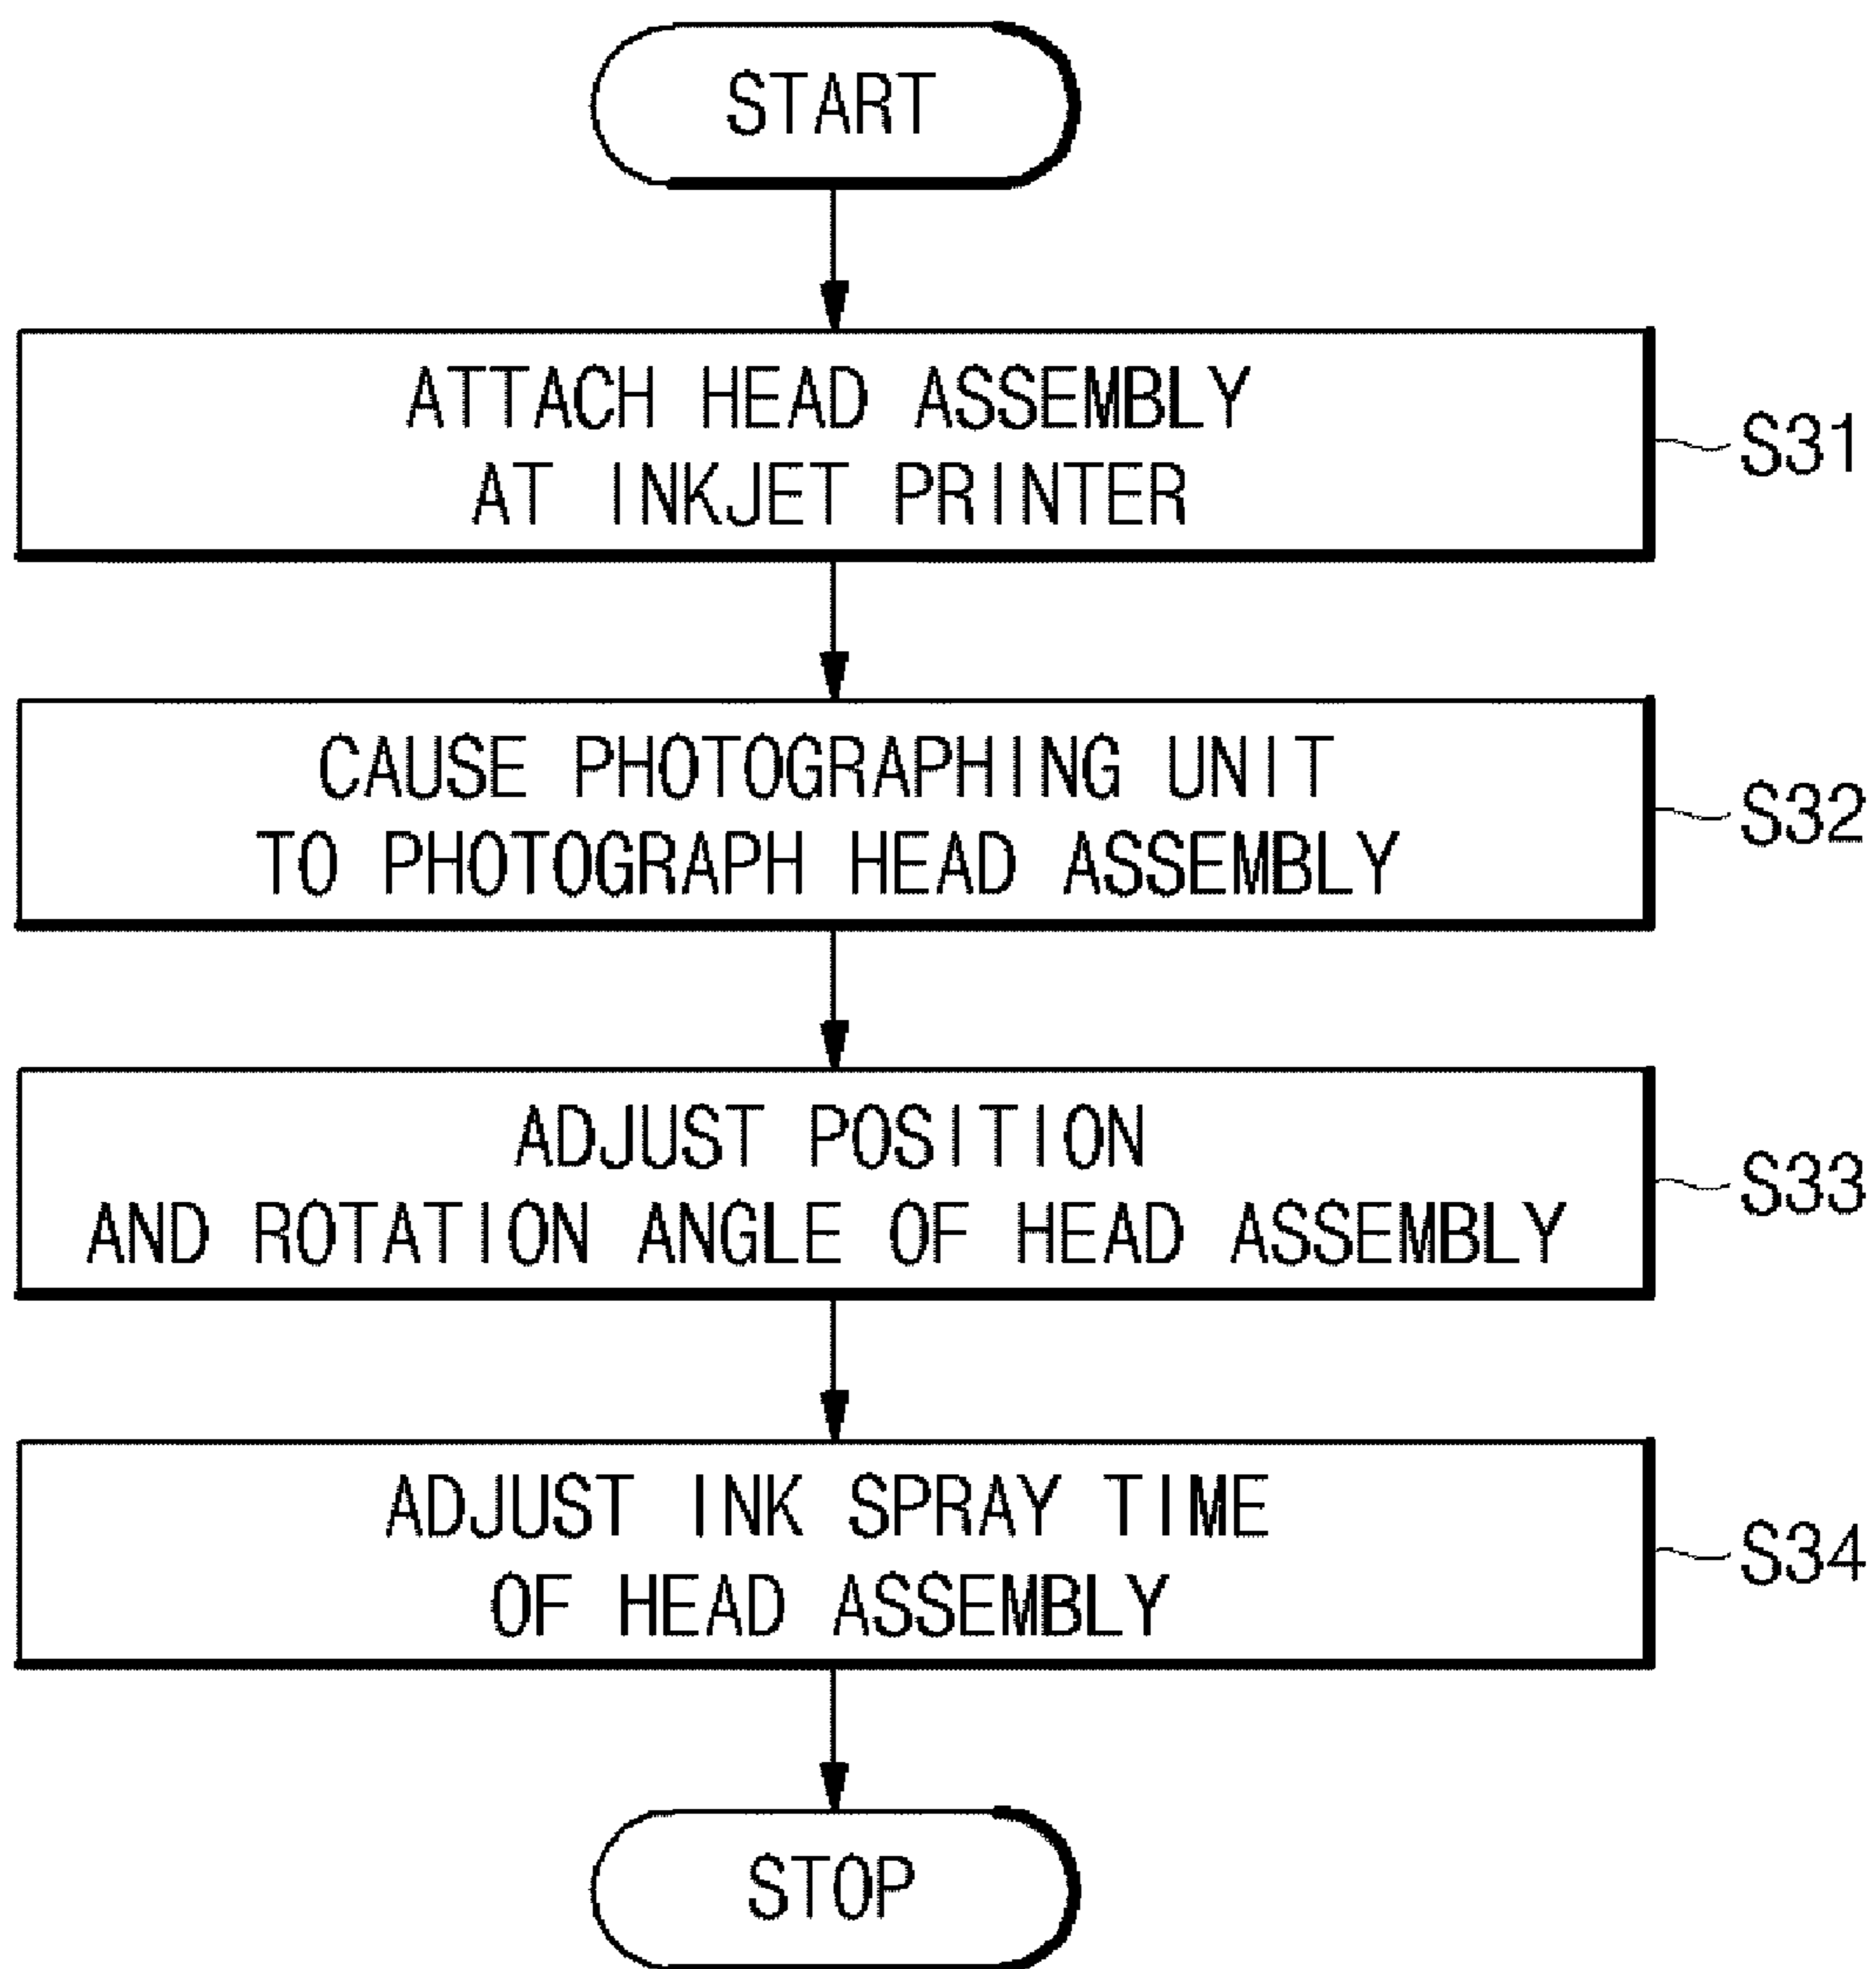 START
ATTACH HEAD ASSEMBLY
AT INKJET PRINTER
S31
CAUSE PHOTOGRAPHING UNIT
TO PHOTOGRAPH HEAD ASSEMBLY
S32
ADJUST POSITION
AND ROTATION ANGLE OF HEAD ASSEMBLY
S33
ADJUST INK SPRAY TIME
OF HEAD ASSEMBLY
S34
STOP